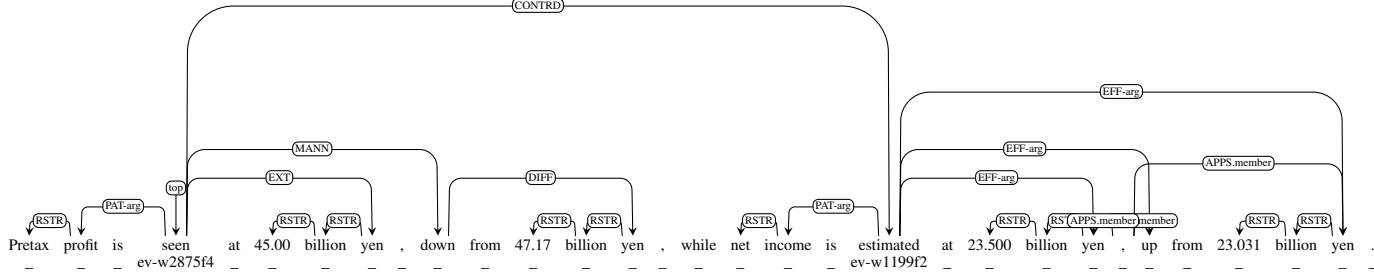 CONTRD
EFF-arg
MANN EFF-arg
APPS.member
top EXT DIFF EFF-arg
PAT-arg PAT-arg
RSTR RSTR RSTR RSTR RSTR RSTR RSTR APPS.member member RSTR RSTR
Pretax profit is seen at 45.00 billion yen , down from 47.17 billion yen , while net income is estimated at 23.500 billion yen , up from 23.031 billion yen .
_ _ _ ev-w2875f4 _ _ _ _ _ _ _ _ _ _ _ _ _ _ _ ev-w1199f2 _ _ _ _ _ _ _ _ _ _ _